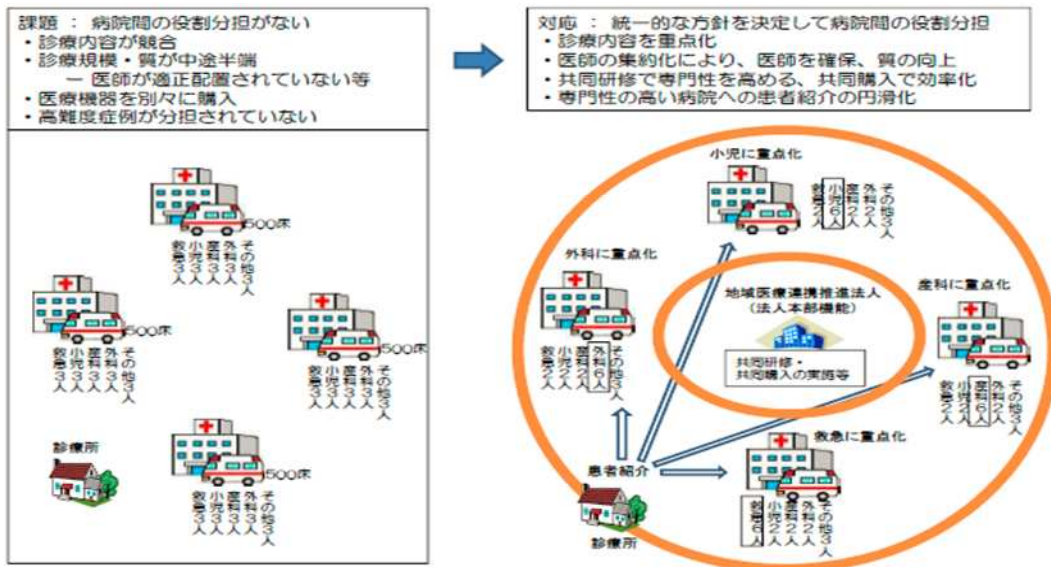 課題 ： 病院間の役割分担がない
・診療内容が競合
・診療規模・質が中途半端
－ 医師が適正配置されていない等
・医療機器を別々に購入
・高難度症例が分担されていない
500床
救急3人
小児3人
産科3人
外科3人
その他3人
500床
救急3人
小児3人
産科3人
外科3人
その他3人
500床
救急3人
小児3人
産科3人
外科3人
その他3人
500床
救急3人
小児3人
産科3人
外科3人
その他3人
診療所
対応 ： 統一的な方針を決定して病院間の役割分担
・診療内容を重点化
・医師の集約化により、医師を確保、質の向上
・共同研修で専門性を高める、共同購入で効率化
・専門性の高い病院への患者紹介の円滑化
小児に重点化
救急2人
小児6人
産科2人
外科2人
その他3人
外科に重点化
救急2人
小児2人
産科2人
外科6人
その他3人
地域医療連携推進法人
（法人本部機能）
共同研修・
共同購入の実施等
産科に重点化
救急2人
小児2人
産科6人
外科2人
その他3人
救急に重点化
救急6人
小児2人
産科2人
外科2人
その他3人
患者紹介
診療所